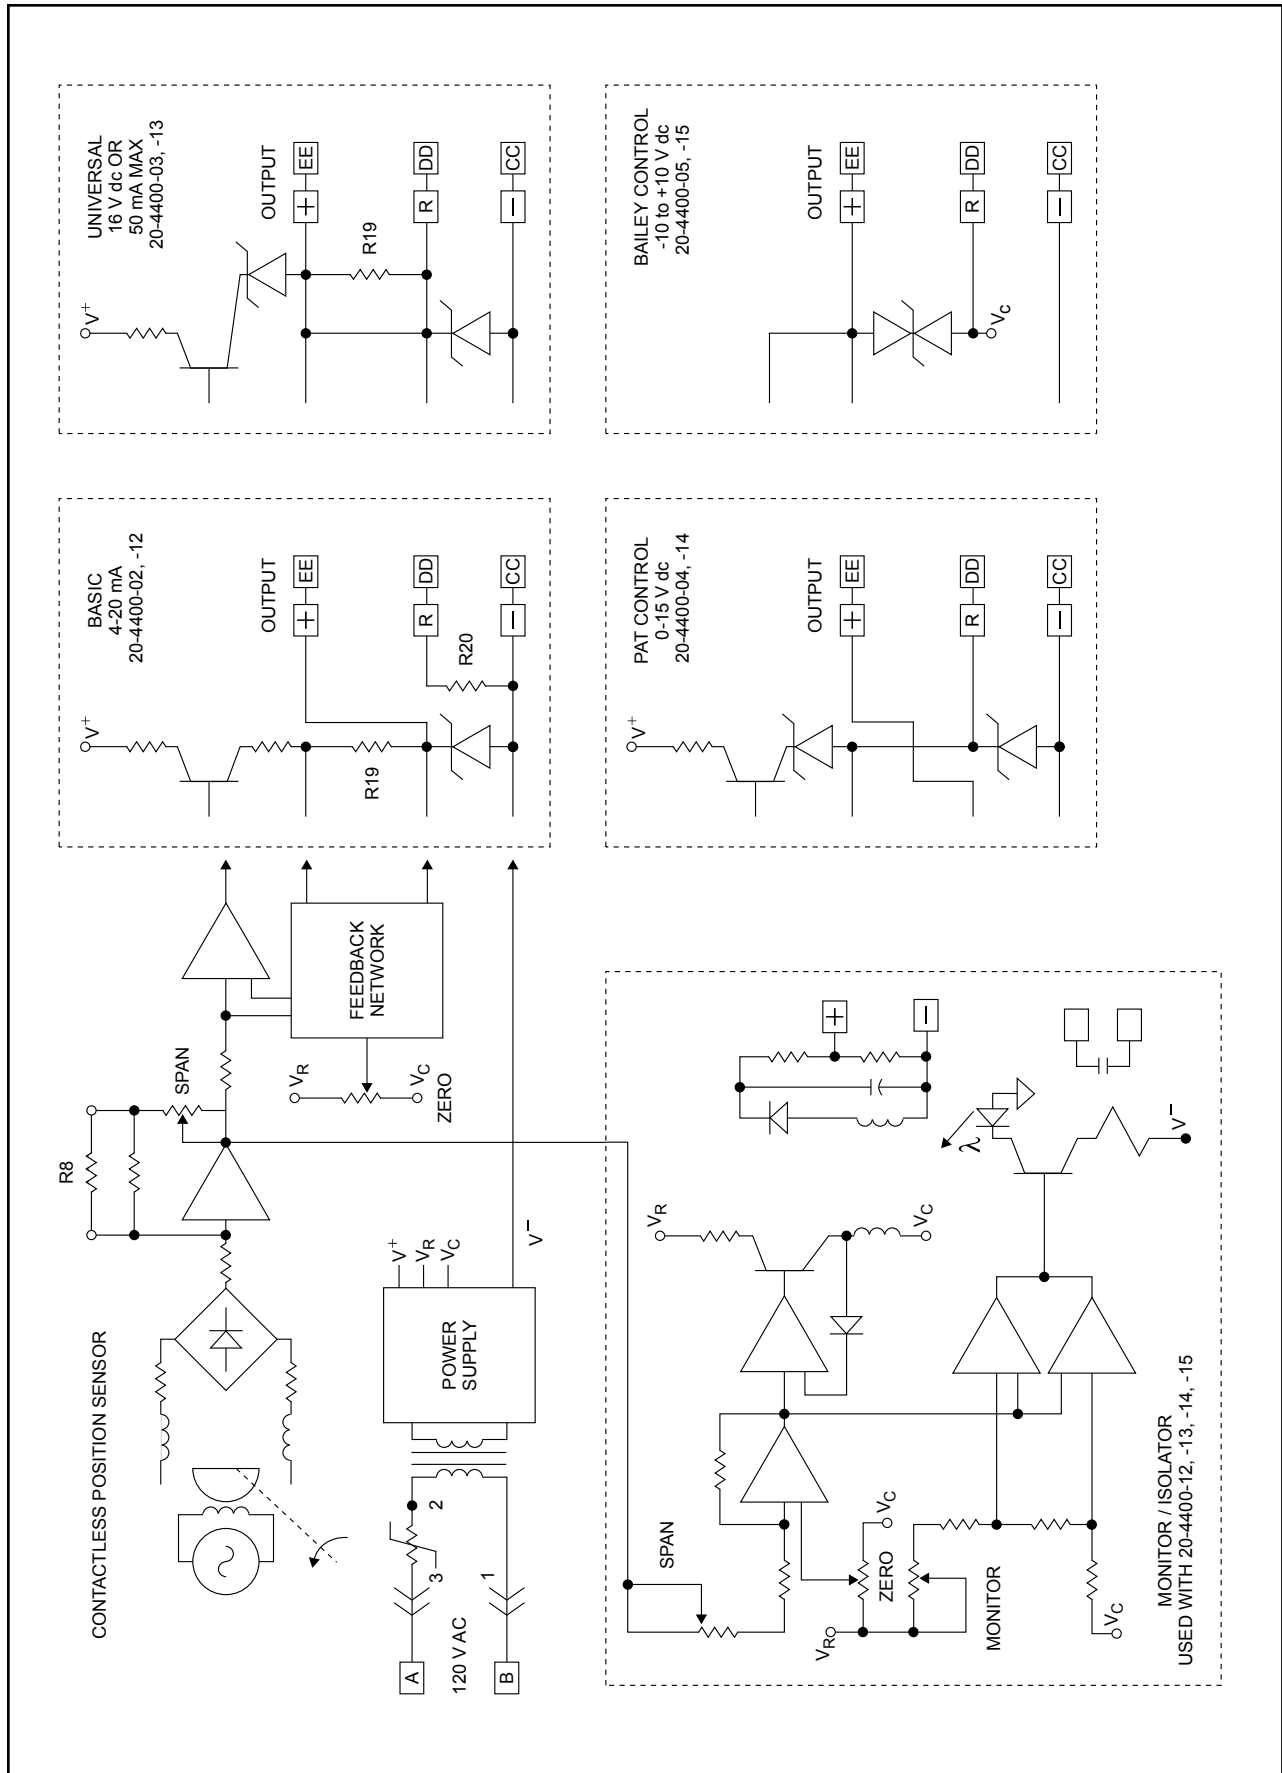 CONTACTLESS POSITION SENSOR
R8
SPAN
A
120 V AC
B
3
2
1
POWER
SUPPLY
V+
VR
VC
V−
VR
VC
ZERO
FEEDBACK
NETWORK
BASIC
4-20 mA
20-4400-02, -12
V+
R19
R20
OUTPUT
+ EE
R DD
− CC
UNIVERSAL
16 V dc OR
50 mA MAX
20-4400-03, -13
V+
R19
OUTPUT
+ EE
R DD
− CC
SPAN
VR
ZERO
VC
MONITOR
VC
VR
VC
+
−
λ
V−
MONITOR / ISOLATOR
USED WITH 20-4400-12, -13, -14, -15
PAT CONTROL
0-15 V dc
20-4400-04, -14
V+
OUTPUT
+ EE
R DD
− CC
BAILEY CONTROL
-10 to +10 V dc
20-4400-05, -15
VC
OUTPUT
+ EE
R DD
− CC